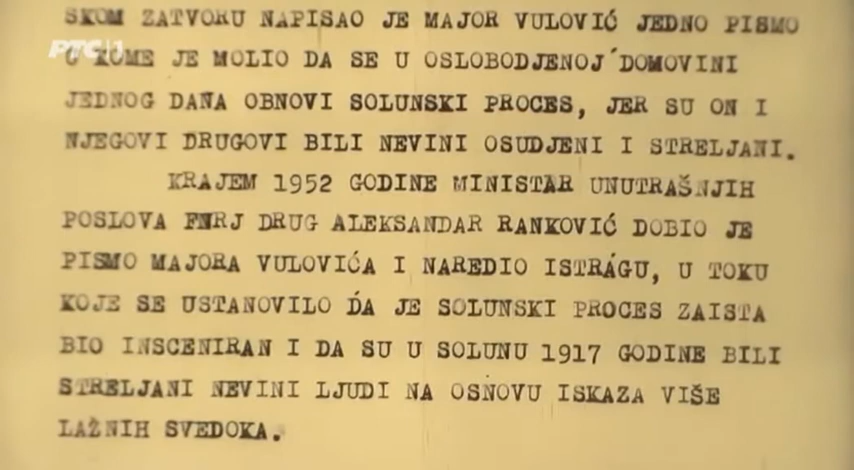 SKOM ZATVORU NAPISAO JE MAJOR VULOVIĆ JEDNO PISMO
PTC 1
U KOME JE MOLIO DA SE U OSLOBODJENOJ DOMOVINI
JEDNOG DANA OBNOVI SOLUNSKI PROCES, JER SU ON I
NJEGOVI DRUGOVI BILI NEVINI OSUDJENI I STRELJANI.
KRAJEM 1952 GODINE MINISTAR UNUTRAŠNJIH
POSLOVA FNRJ DRUG ALEKSANDAR RANKOVIĆ DOBIO JE
PISMO MAJORA VULOVIĆA I NAREDIO ISTRAGU, U TOKU
KOJE SE USTANOVILO DA JE SOLUNSKI PROCES ZAISTA
BIO INSCENIRAN I DA SU U SOLUNU 1917 GODINE BILI
STRELJANI NEVINI LJUDI NA OSNOVU ISKAZA VIŠE
LAŽNIH SVEDOKA.